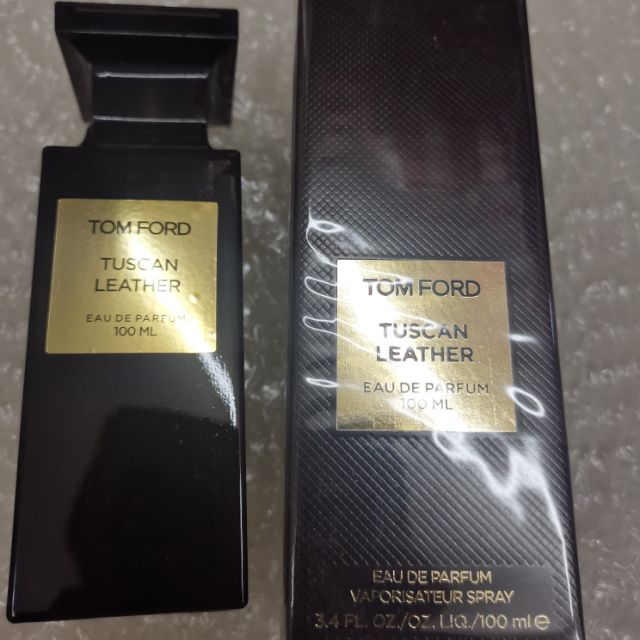 TOM FORD
TUSCAN
LEATHER
EAU DE PARFUM
100 ML
TOM FORD
TUSCAN
LEATHER
EAU DE PARFUM
100 ML
EAU DE PARFUM
VAPORISATEUR SPRAY
3.4 FL. OZ./OZ. LIQ./100 ml ℮